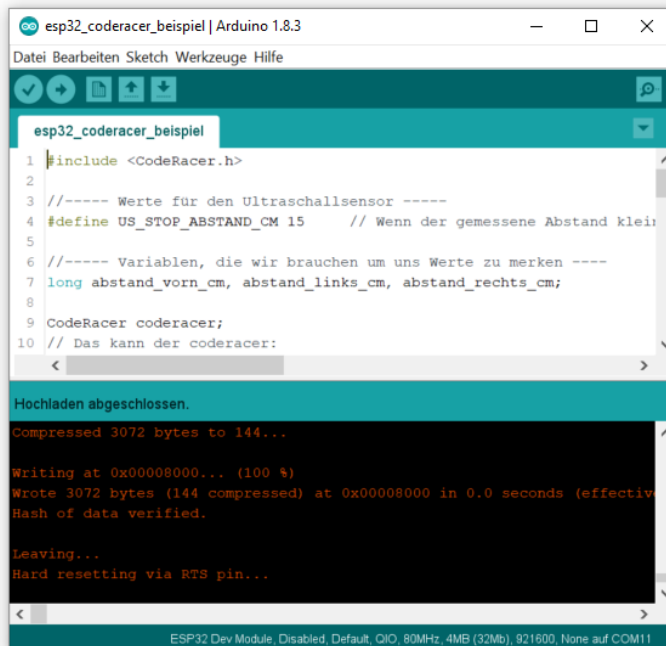 esp32_coderacer_beispiel | Arduino 1.8.3
Datei Bearbeiten Sketch Werkzeuge Hilfe
esp32_coderacer_beispiel
1 #include <CodeRacer.h>
2
3 //----- Werte für den Ultraschallsensor -----
4 #define US_STOP_ABSTAND_CM 15 // Wenn der gemessene Abstand klein
5
6 //----- Variablen, die wir brauchen um uns Werte zu merken ----
7 long abstand_vorn_cm, abstand_links_cm, abstand_rechts_cm;
8
9 CodeRacer coderacer;
10 // Das kann der coderacer:
Hochladen abgeschlossen.
Compressed 3072 bytes to 144...
Writing at 0x00008000... (100 %)
Wrote 3072 bytes (144 compressed) at 0x00008000 in 0.0 seconds (effective
Hash of data verified.
Leaving...
Hard resetting via RTS pin...
ESP32 Dev Module, Disabled, Default, QIO, 80MHz, 4MB (32Mb), 921600, None auf COM11